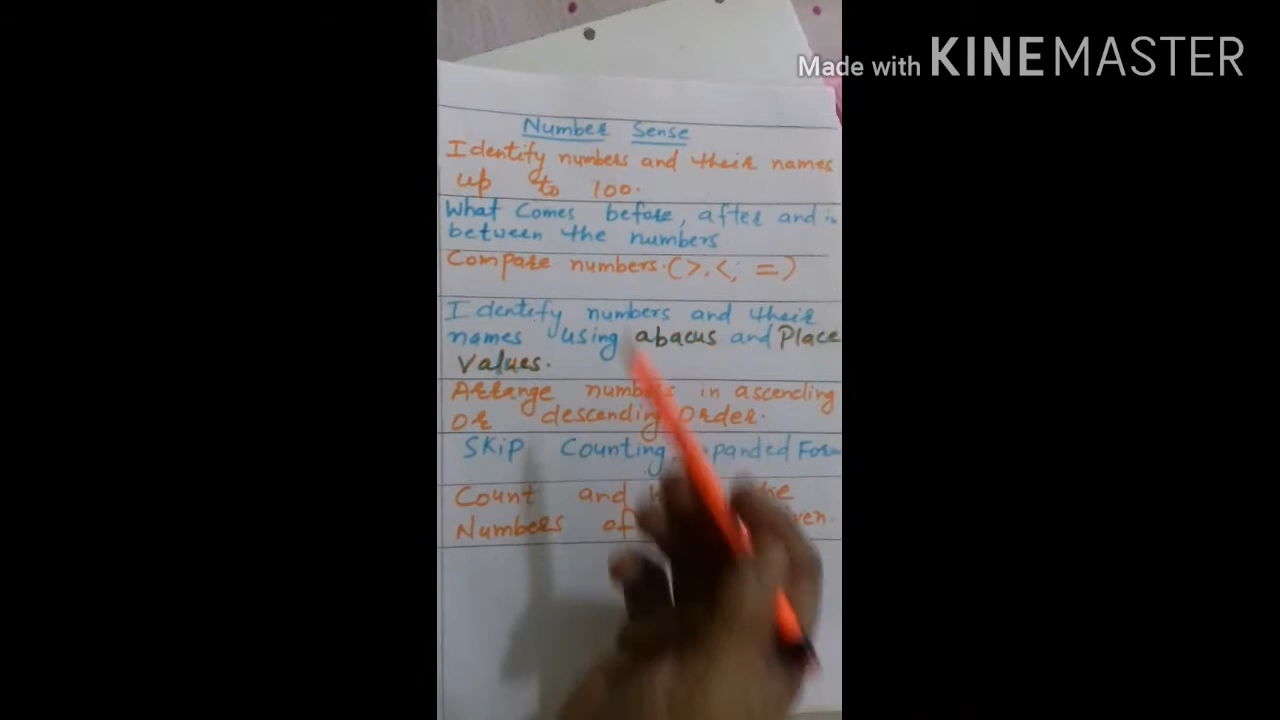 Made with KINEMASTER
Number Sense
Identify numbers and their names
up to 100.
What comes before, after and in
between the numbers
Compare numbers. (>, <, =)
Identify numbers and their
names using abacus and Place
Values.
Arrange numbers in ascending
or descending order.
SKip Counting,
Count and
Numbers of